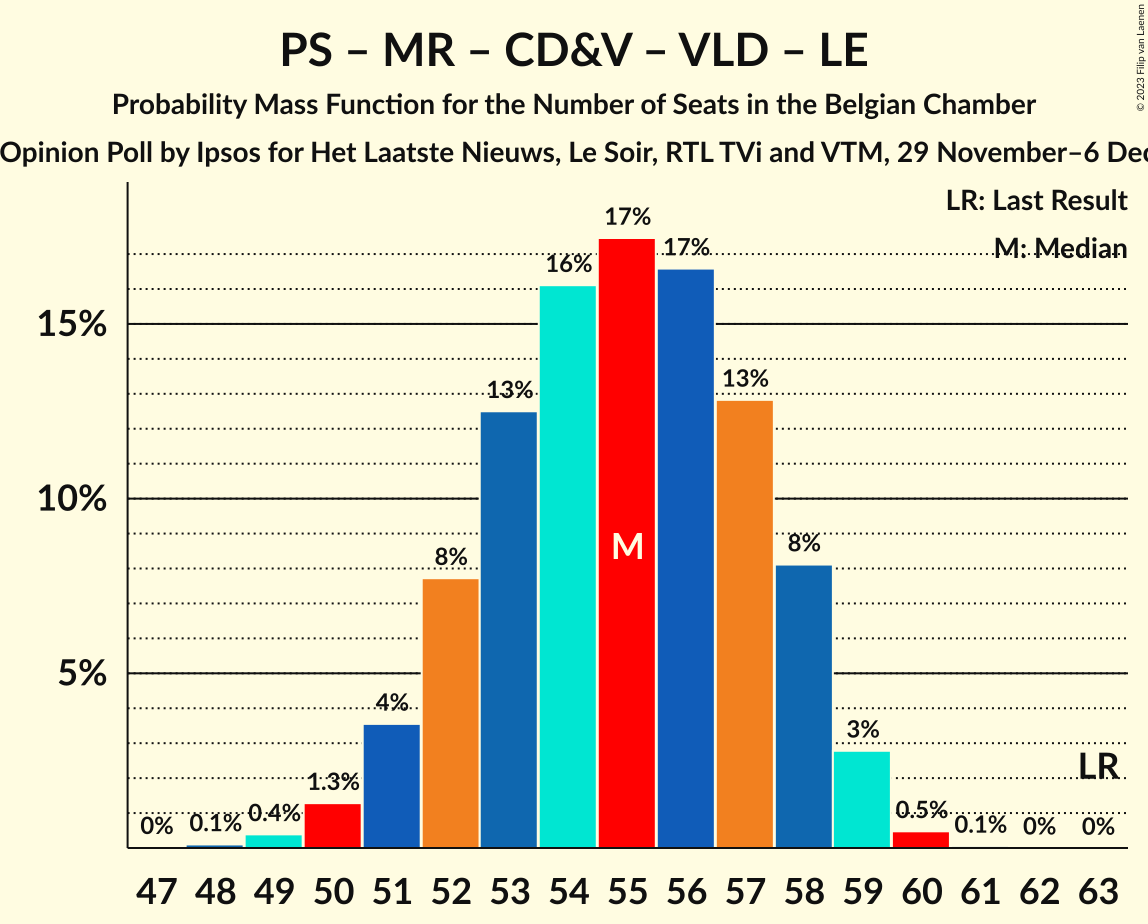 PS – MR – CD&V – VLD – LE
Probability Mass Function for the Number of Seats in the Belgian Chamber
Opinion Poll by Ipsos for Het Laatste Nieuws, Le Soir, RTL TVi and VTM, 29 November–6 Dec
© 2023 Filip van Laenen
LR: Last Result
M: Median
15%
10%
5%
0%
0.1%
0.4%
1.3%
4%
8%
13%
16%
17%
17%
13%
8%
3%
0.5%
0.1%
0%
0%
M
LR
47 48 49 50 51 52 53 54 55 56 57 58 59 60 61 62 63